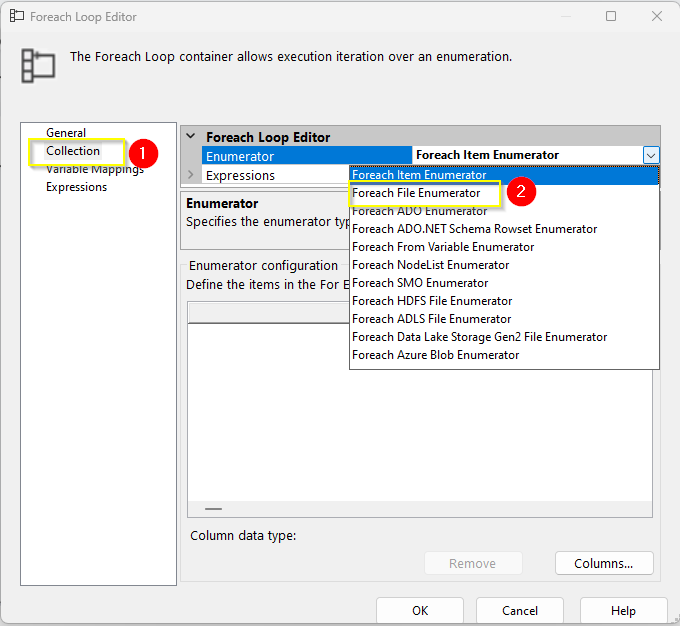 Foreach Loop Editor
The Foreach Loop container allows execution iteration over an enumeration.
General
Collection
1
Variable Mappings
Expressions
Foreach Loop Editor
Enumerator
Foreach Item Enumerator
Expressions
Foreach Item Enumerator
Foreach File Enumerator
2
Foreach ADO Enumerator
Foreach ADO.NET Schema Rowset Enumerator
Foreach From Variable Enumerator
Foreach NodeList Enumerator
Foreach SMO Enumerator
Foreach HDFS File Enumerator
Foreach ADLS File Enumerator
Foreach Data Lake Storage Gen2 File Enumerator
Foreach Azure Blob Enumerator
Enumerator
Specifies the enumerator
Enumerator configuration
Define the items in the For
Column data type:
Remove
Columns...
OK
Cancel
Help